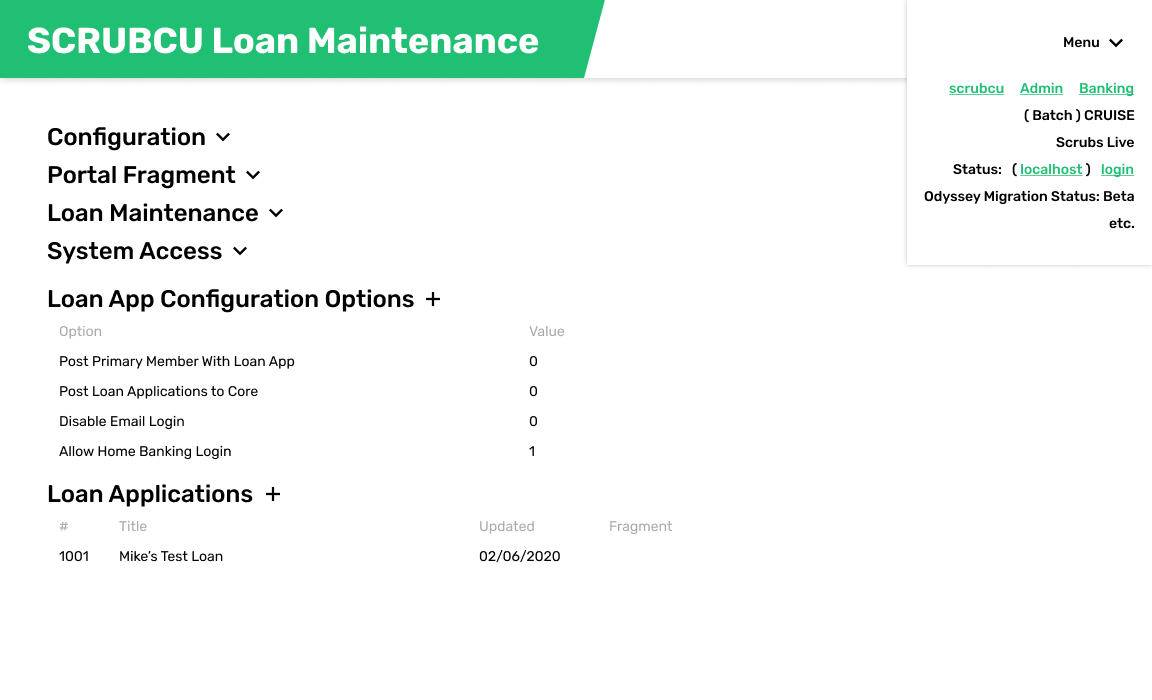 SCRUBCU Loan Maintenance
Menu
scrubcu Admin Banking
( Batch ) CRUISE
Scrubs Live
Status: ( localhost ) login
Odyssey Migration Status: Beta
etc.
Configuration
Portal Fragment
Loan Maintenance
System Access
Loan App Configuration Options +
Option Value
Post Primary Member With Loan App 0
Post Loan Applications to Core 0
Disable Email Login 0
Allow Home Banking Login 1
Loan Applications +
# Title Updated Fragment
1001 Mike’s Test Loan 02/06/2020